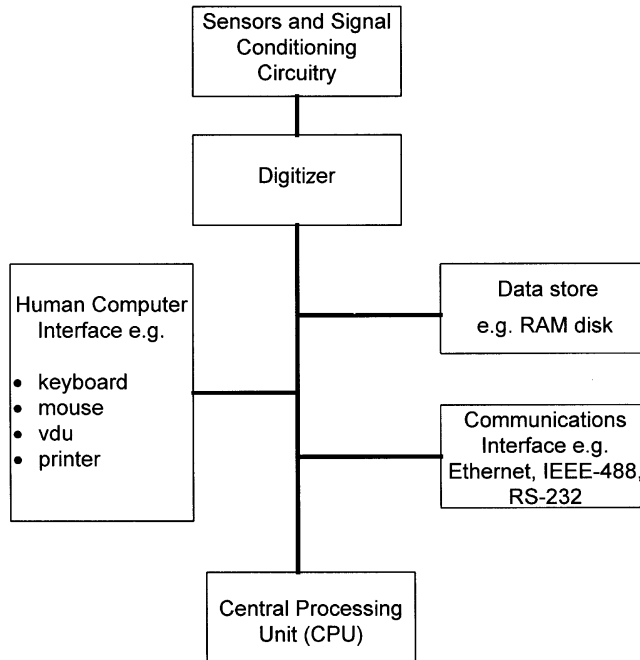 Sensors and Signal
Conditioning
Circuitry
Digitizer
Human Computer
Interface e.g.
• keyboard
• mouse
• vdu
• printer
Data store
e.g. RAM disk
Communications
Interface e.g.
Ethernet, IEEE-488,
RS-232
Central Processing
Unit (CPU)